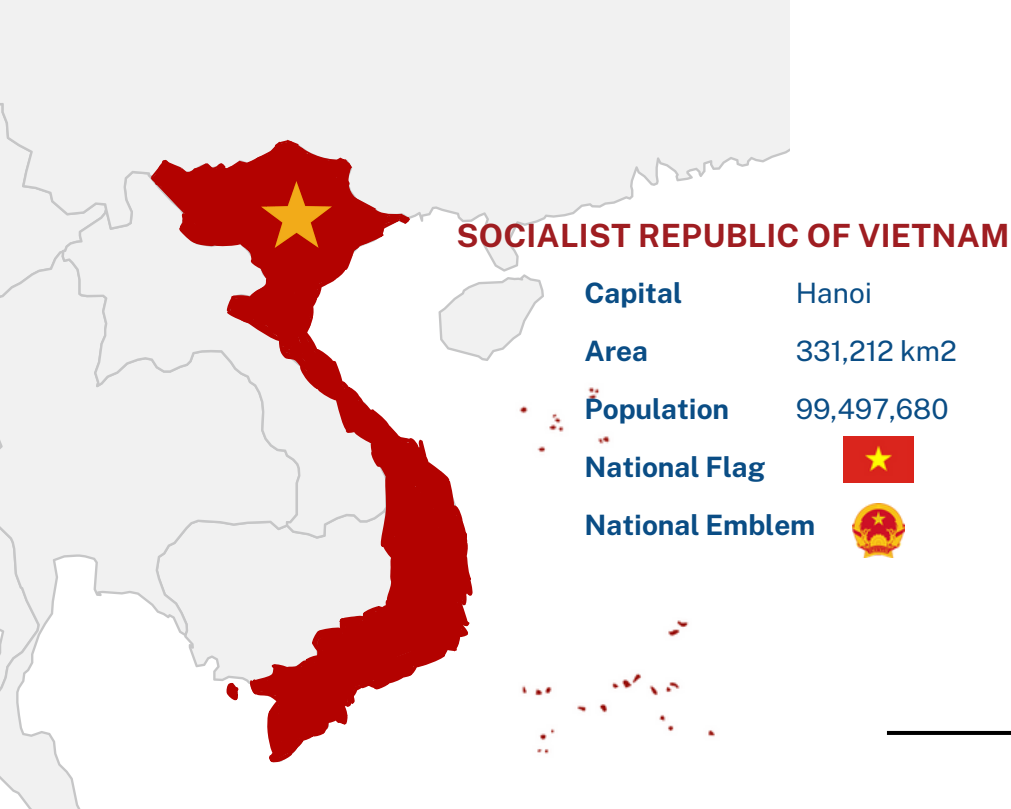 SOCIALIST REPUBLIC OF VIETNAM
Capital Hanoi
Area 331,212 km2
Population 99,497,680
National Flag
National Emblem